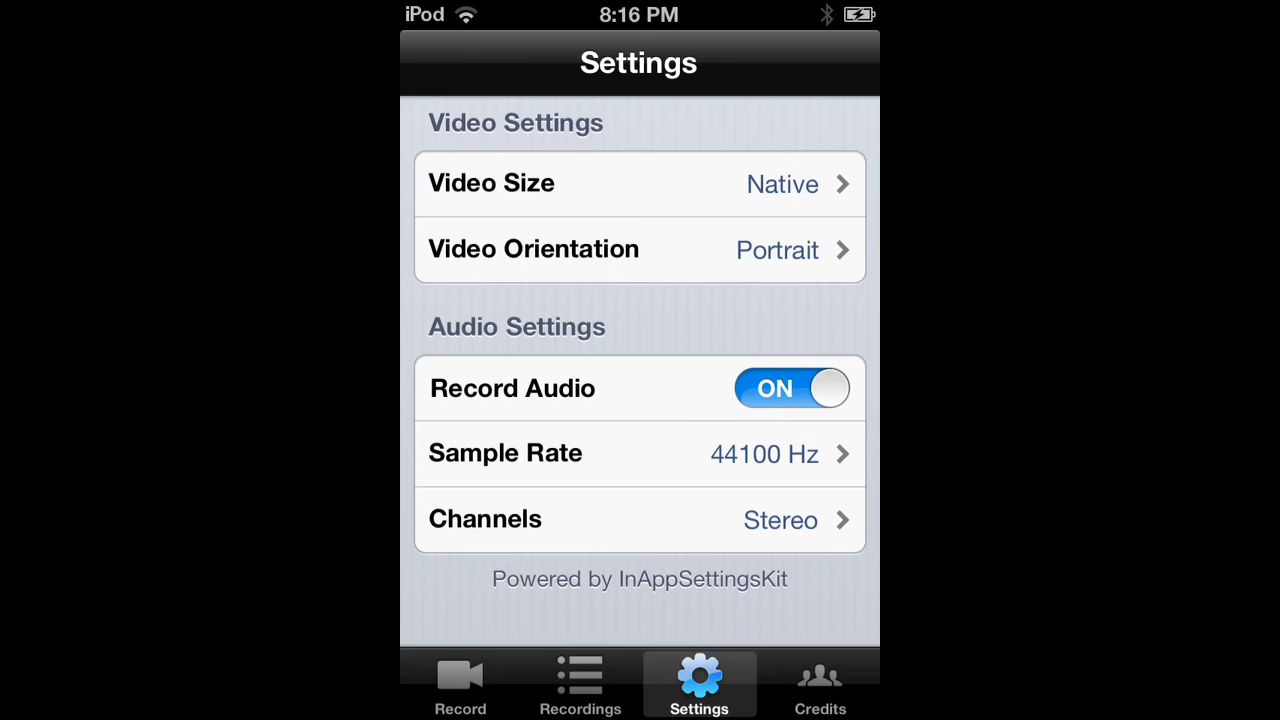 iPod 8:16 PM
Settings
Video Settings
Video Size Native
Video Orientation Portrait
Audio Settings
Record Audio ON
Sample Rate 44100 Hz
Channels Stereo
Powered by InAppSettingsKit
Record Recordings Settings Credits